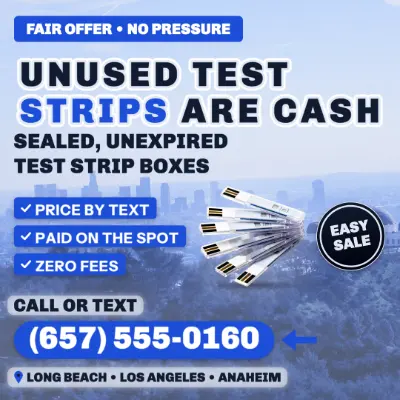 FAIR OFFER • NO PRESSURE
UNUSED TEST
STRIPS ARE CASH
SEALED, UNEXPIRED
TEST STRIP BOXES
PRICE BY TEXT
PAID ON THE SPOT
ZERO FEES
EASY
SALE
CALL OR TEXT
(657) 555-0160
LONG BEACH • LOS ANGELES • ANAHEIM